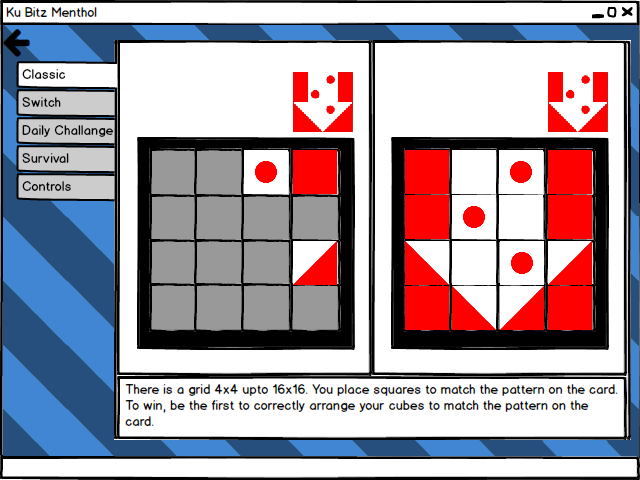 Ku Bitz Menthol
Classic
Switch
Daily Challange
Survival
Controls
There is a grid 4x4 upto 16x16. You place squares to match the pattern on the card.
To win, be the first to correctly arrange your cubes to match the pattern on the
card.